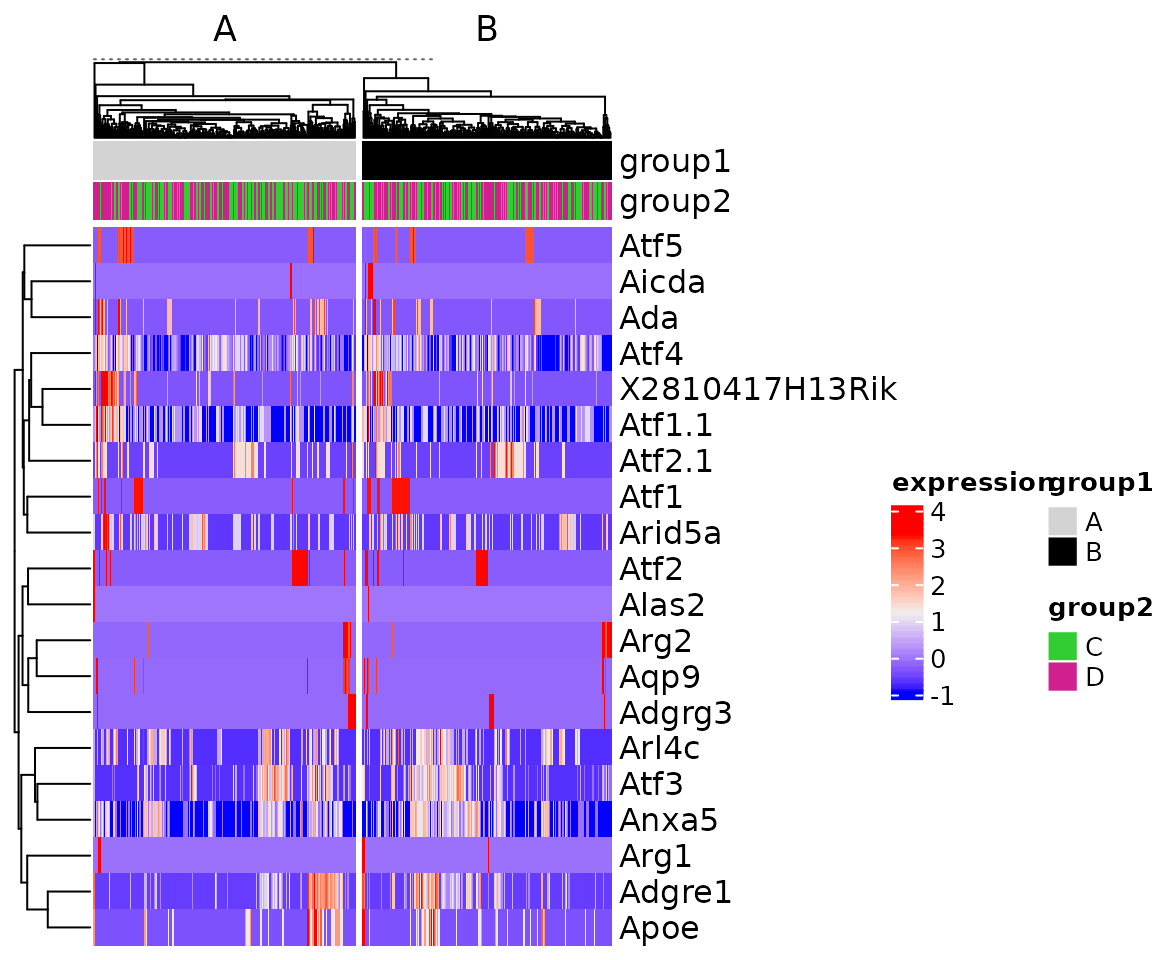 A B
group1
group2
Atf5
Aicda
Ada
Atf4
X2810417H13Rik
Atf1.1
Atf2.1
Atf1
Arid5a
Atf2
Alas2
Arg2
Aqp9
Adgrg3
Arl4c
Atf3
Anxa5
Arg1
Adgre1
Apoe
expression
4
3
2
1
0
-1
group1
A
B
group2
C
D